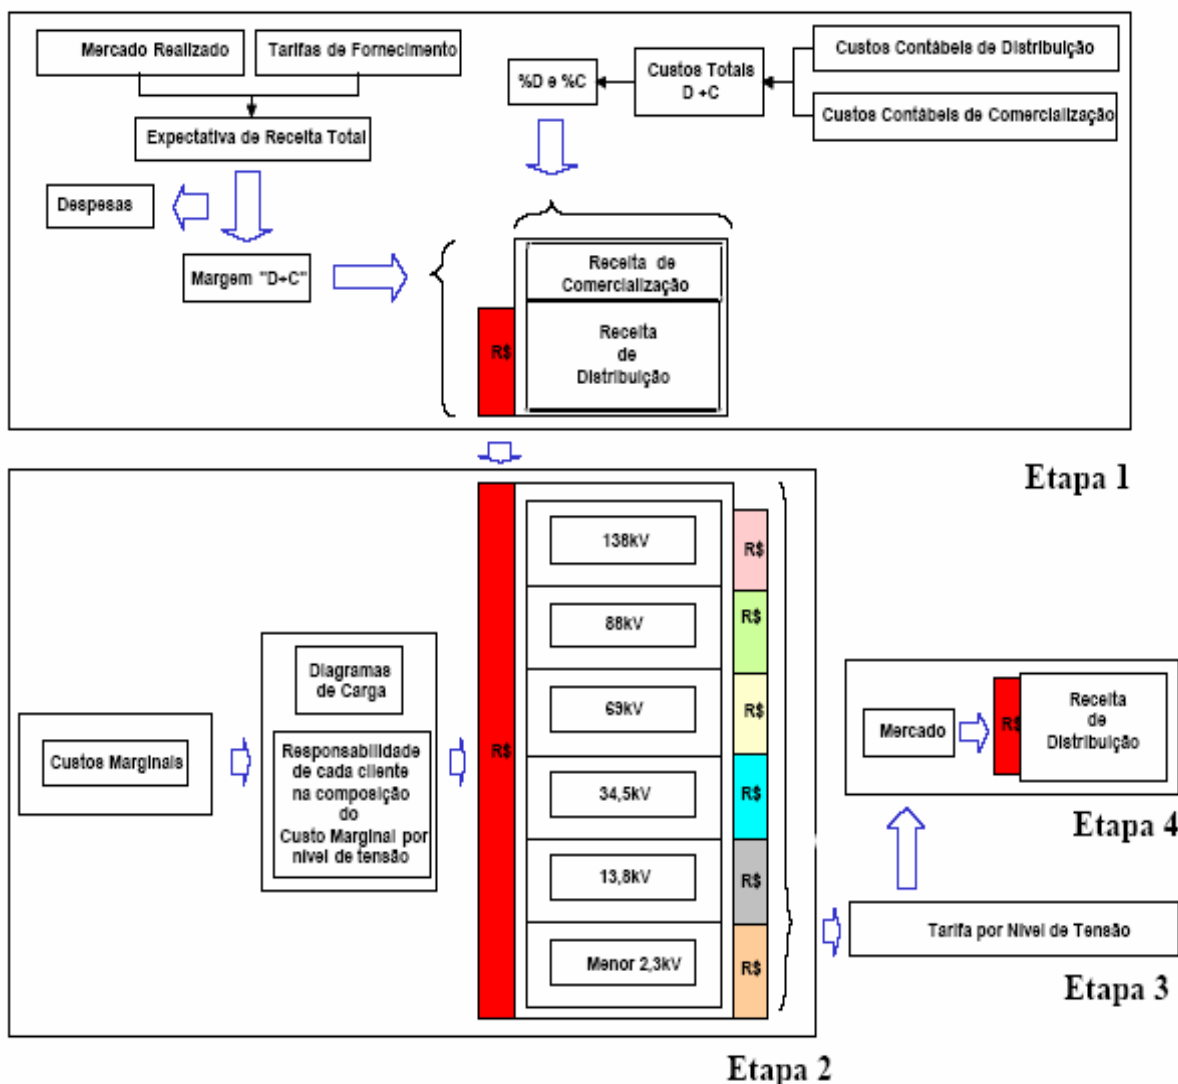 Mercado Realizado
Tarifas de Fornecimento
Expectativa de Receita Total
Despesas
Margem "D+C"
%D e %C
Custos Totais
D +C
Custos Contábeis de Distribuição
Custos Contábeis de Comercialização
Receita de
Comercialização
R$
Receita
de
Distribuição
Etapa 1
Custos Marginais
Diagramas
de Carga
Responsabilidade
de cada cliente
na composição
do
Custo Marginal por
nivel de tensão
R$
138kV
R$
88kV
R$
69kV
R$
34,5kV
R$
13,8kV
R$
Menor 2,3kV
R$
Etapa 2
Tarifa por Nivel de Tensão
Etapa 3
Mercado
R$
Receita
de
Distribuição
Etapa 4